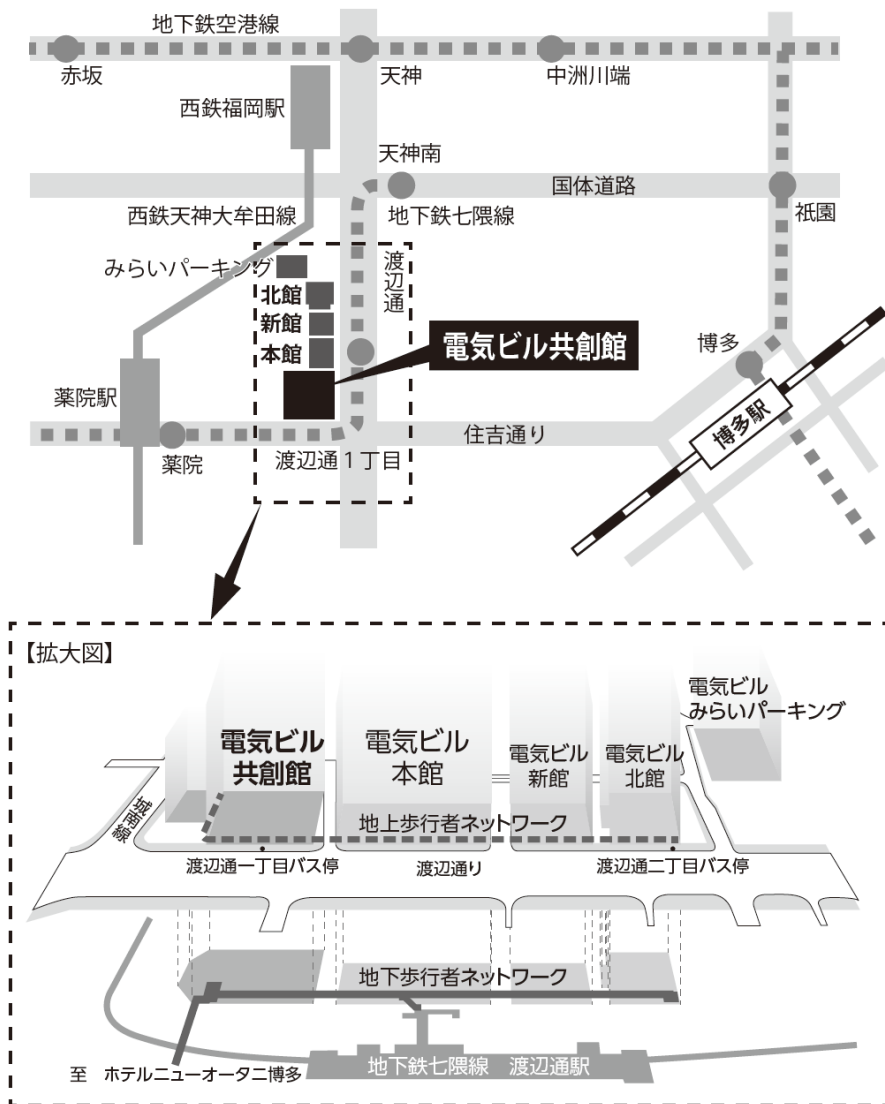 地下鉄空港線
赤坂
天神
中洲川端
西鉄福岡駅
天神南
国体道路
西鉄天神大牟田線
地下鉄七隈線
祇園
みらいパーキング
渡辺通
北館
新館
本館
電気ビル共創館
博多
薬院駅
博多駅
住吉通り
薬院
渡辺通1丁目
【拡大図】
電気ビル
みらいパーキング
電気ビル
共創館
電気ビル
本館
電気ビル
新館
電気ビル
北館
城南線
地上歩行者ネットワーク
渡辺通一丁目バス停
渡辺通り
渡辺通二丁目バス停
地下歩行者ネットワーク
至 ホテルニューオータニ博多
地下鉄七隈線 渡辺通駅